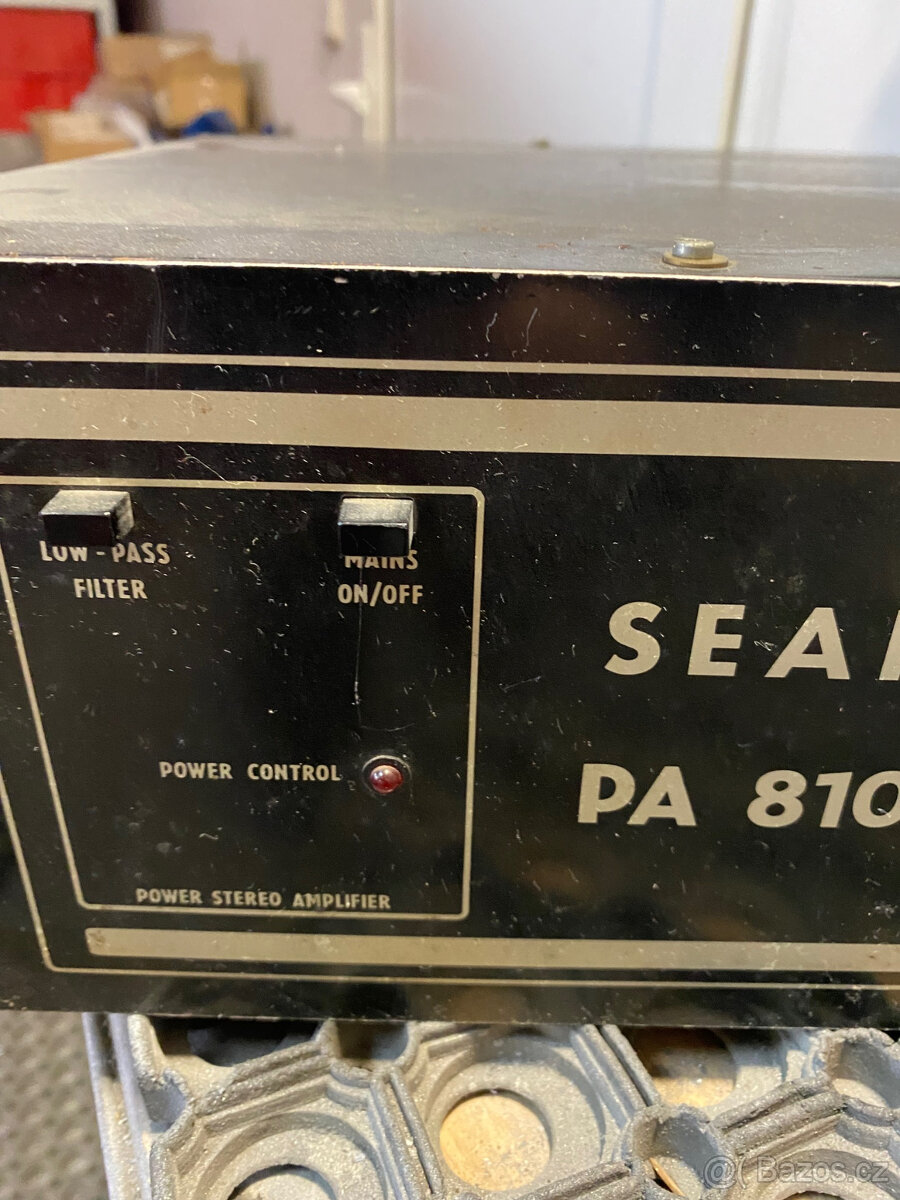 LOW-PASS
FILTER
MAINS
ON/OFF
SEA
POWER CONTROL
PA 810
POWER STEREO AMPLIFIER
@ Bazos.cz